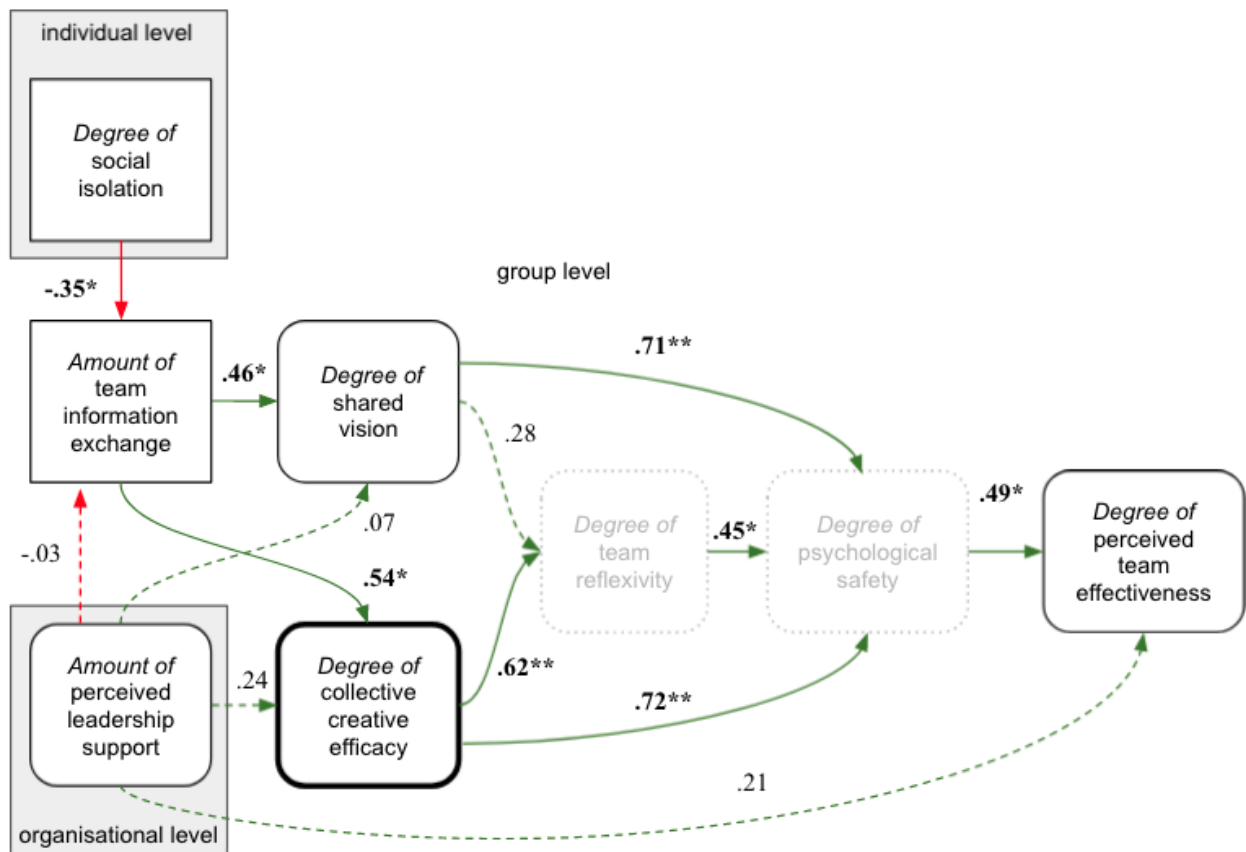 individual level
Degree of
social
isolation
-.35*
group level
Amount of
team
information
exchange
.46*
Degree of
shared
vision
.71**
.28
Degree of
team
reflexivity
.45*
Degree of
psychological
safety
.49*
Degree of
perceived
team
effectiveness
-.03
.07
.54*
Amount of
perceived
leadership
support
.24
Degree of
collective
creative
efficacy
.62**
.72**
.21
organisational level